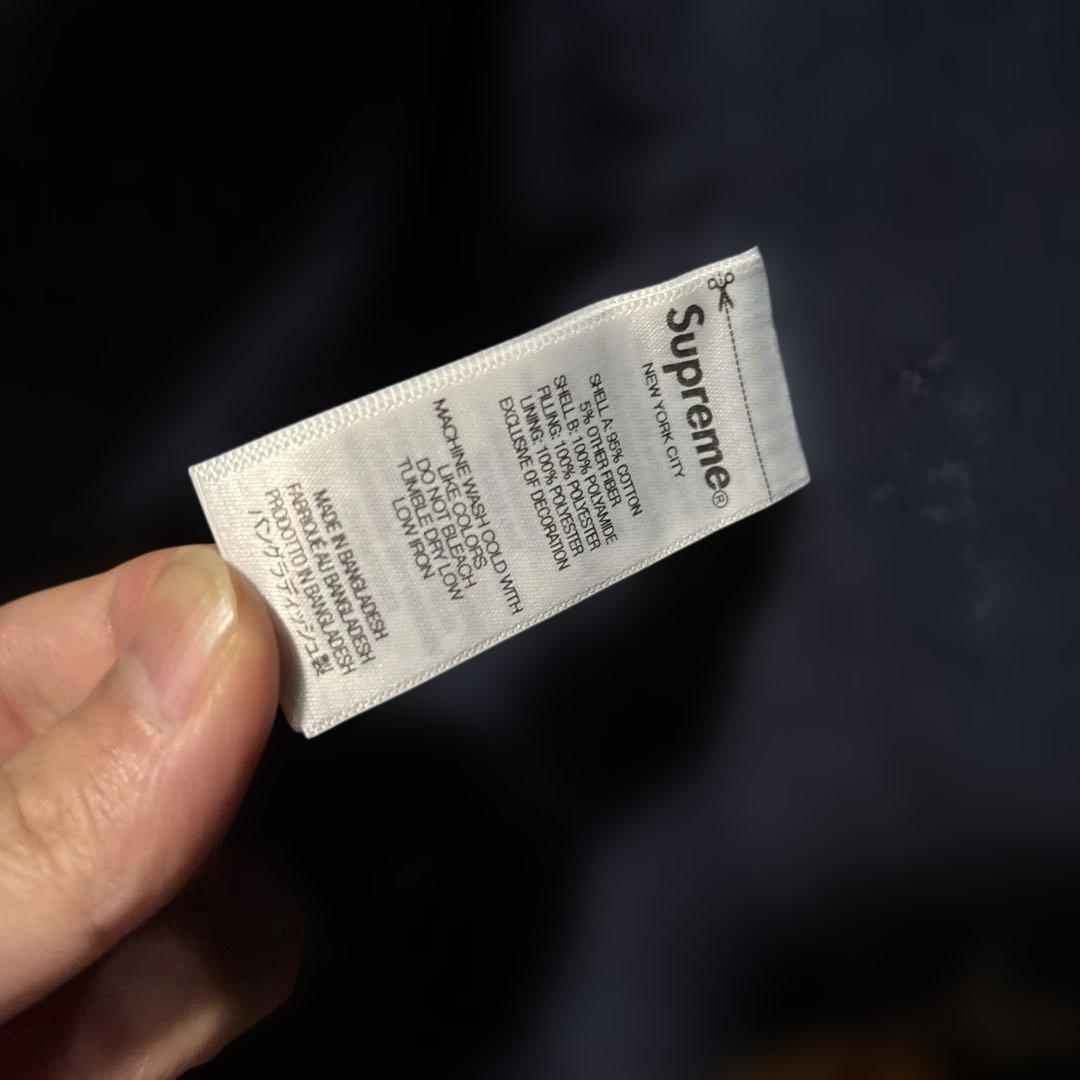 Supreme®
NEW YORK CITY
SHELL A: 95% COTTON
5% OTHER FIBER
SHELL B: 100% POLYAMIDE
FILLING: 100% POLYESTER
LINING: 100% POLYESTER
EXCLUSIVE OF DECORATION
MACHINE WASH COLD WITH
LIKE COLORS
DO NOT BLEACH
TUMBLE DRY LOW
LOW IRON
MADE IN BANGLADESH
FABRIQUÉ AU BANGLADESH
PRODOTTO IN BANGLADESH
バングラディッシュ製